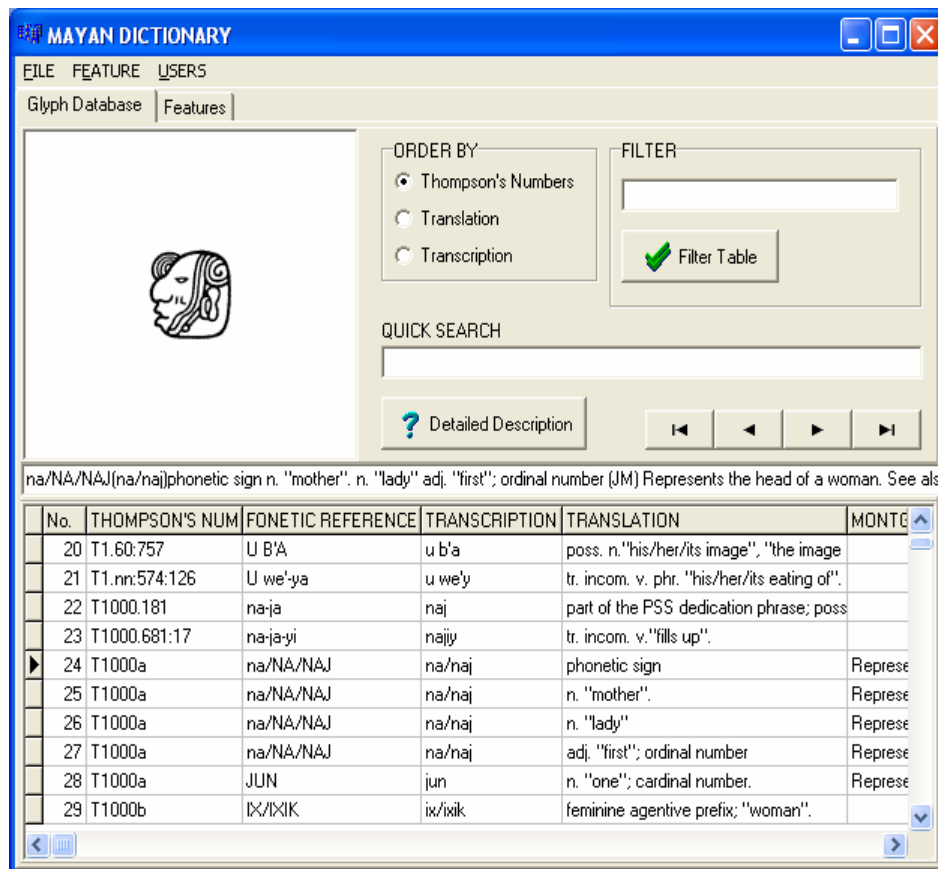 MAYAN DICTIONARY
FILE FEATURE USERS
Glyph Database Features
ORDER BY
Thompson's Numbers
Translation
Transcription
FILTER
Filter Table
QUICK SEARCH
Detailed Description
na/NA/NAJ(na/naj)phonetic sign n. "mother". n. "lady" adj. "first"; ordinal number (JM) Represents the head of a woman. See als
No. THOMPSON'S NUM FONETIC REFERENCE TRANSCRIPTION TRANSLATION MONTG
20 T1.60:757 U B'A u b'a poss. n."his/her/its image", "the image
21 T1.nn:574:126 U we'-ya u we'y tr. incom. v. phr. "his/her/its eating of".
22 T1000.181 na-ja naj part of the PSS dedication phrase; poss
23 T1000.681:17 na-ja-yi najiy tr. incom. v."fills up".
24 T1000a na/NA/NAJ na/naj phonetic sign Represe
25 T1000a na/NA/NAJ na/naj n. "mother". Represe
26 T1000a na/NA/NAJ na/naj n. "lady" Represe
27 T1000a na/NA/NAJ na/naj adj. "first"; ordinal number Represe
28 T1000a JUN jun n. "one"; cardinal number. Represe
29 T1000b IX/IXIK ix/ixik feminine agentive prefix; "woman".